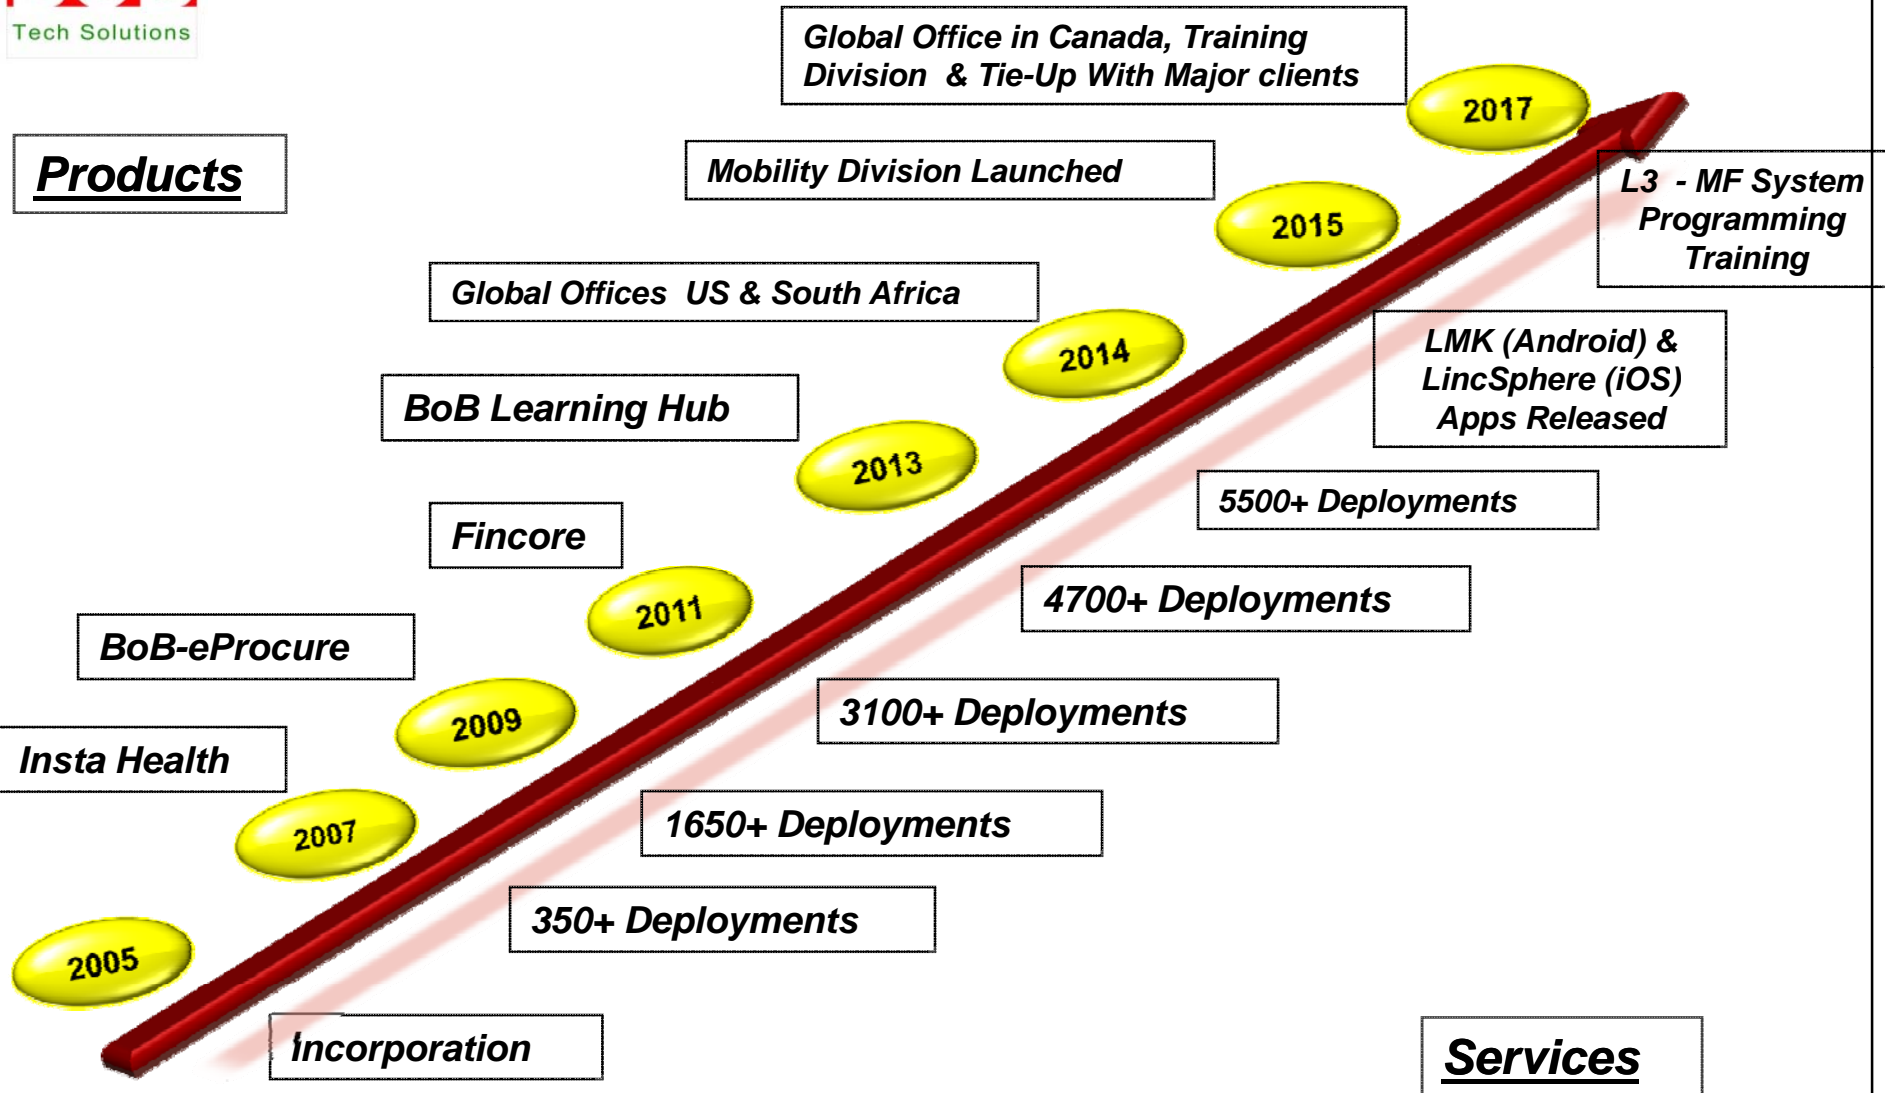 Tech Solutions
Global Office in Canada, Training
Division & Tie-Up With Major clients
2017
Products
Mobility Division Launched
L3 - MF System
Programming
Training
2015
Global Offices US & South Africa
2014
LMK (Android) &
LincSphere (iOS)
Apps Released
BoB Learning Hub
2013
5500+ Deployments
Fincore
2011
4700+ Deployments
BoB-eProcure
2009
3100+ Deployments
Insta Health
2007
1650+ Deployments
350+ Deployments
2005
Incorporation
Services